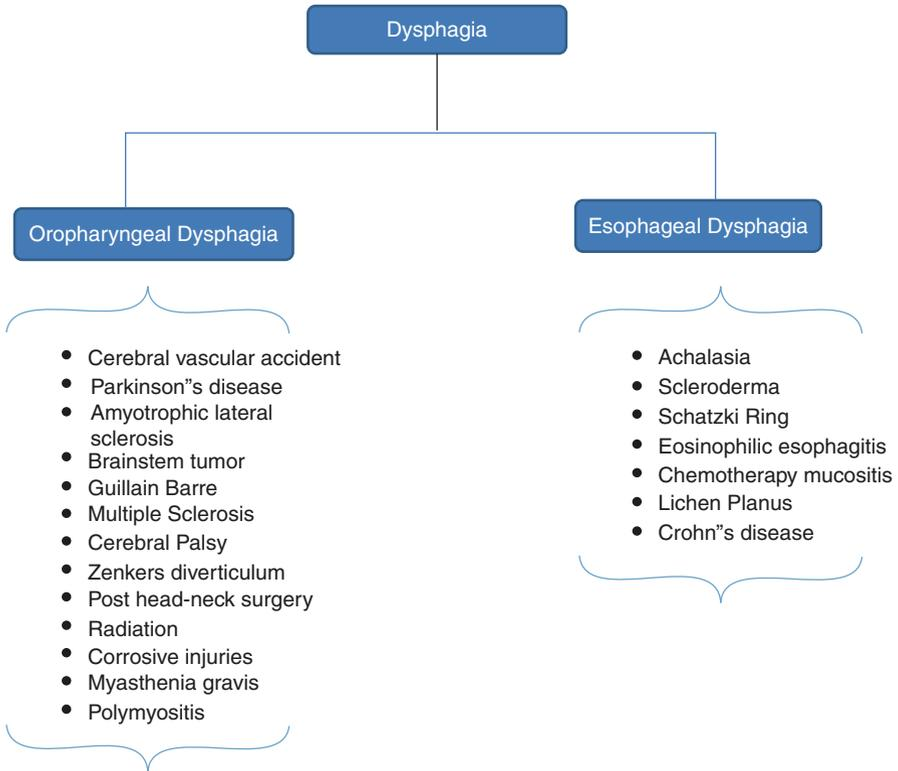 Dysphagia
Oropharyngeal Dysphagia
Cerebral vascular accident
Parkinson”s disease
Amyotrophic lateral
sclerosis
Brainstem tumor
Guillain Barre
Multiple Sclerosis
Cerebral Palsy
Zenkers diverticulum
Post head-neck surgery
Radiation
Corrosive injuries
Myasthenia gravis
Polymyositis
Esophageal Dysphagia
Achalasia
Scleroderma
Schatzki Ring
Eosinophilic esophagitis
Chemotherapy mucositis
Lichen Planus
Crohn”s disease